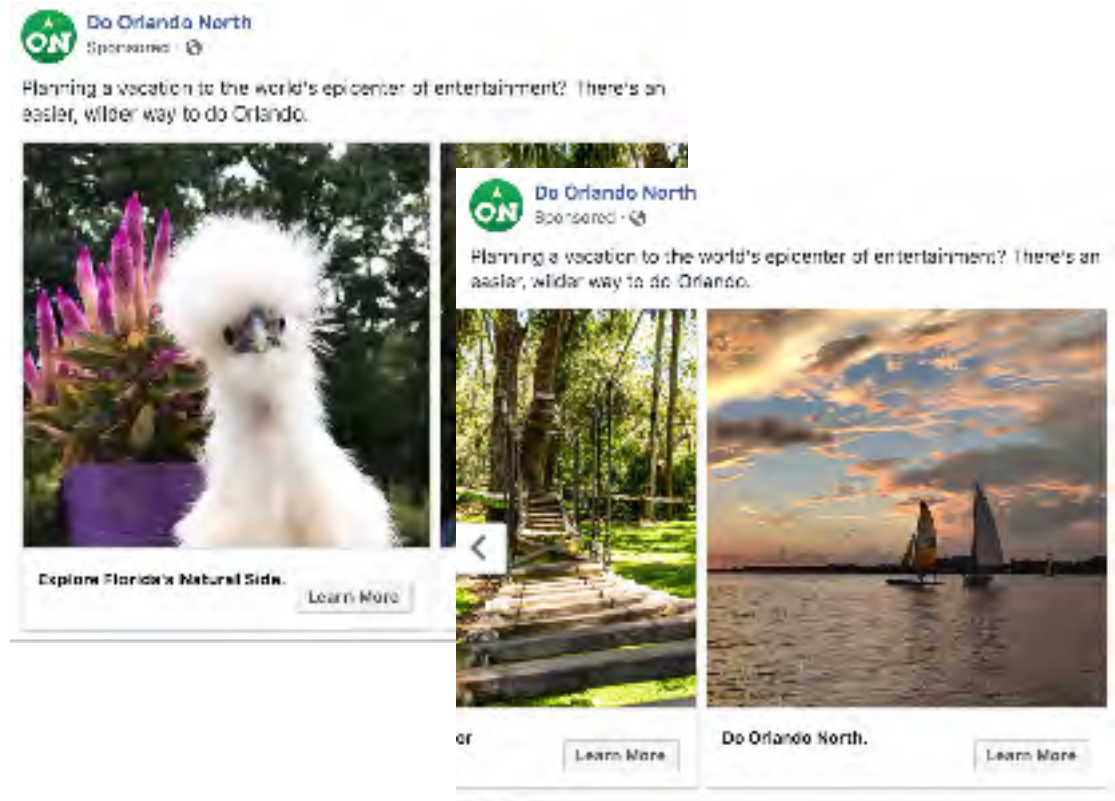 ON
Do Orlando North
Sponsored ·
Planning a vacation to the world's epicenter of entertainment? There's an
easier, wilder way to do Orlando.
Explore Florida's Natural Side.
Learn More
ON
Do Orlando North
Sponsored ·
Planning a vacation to the world's epicenter of entertainment? There's an
easier, wilder way to do Orlando.
er
Learn More
Do Orlando North.
Learn More